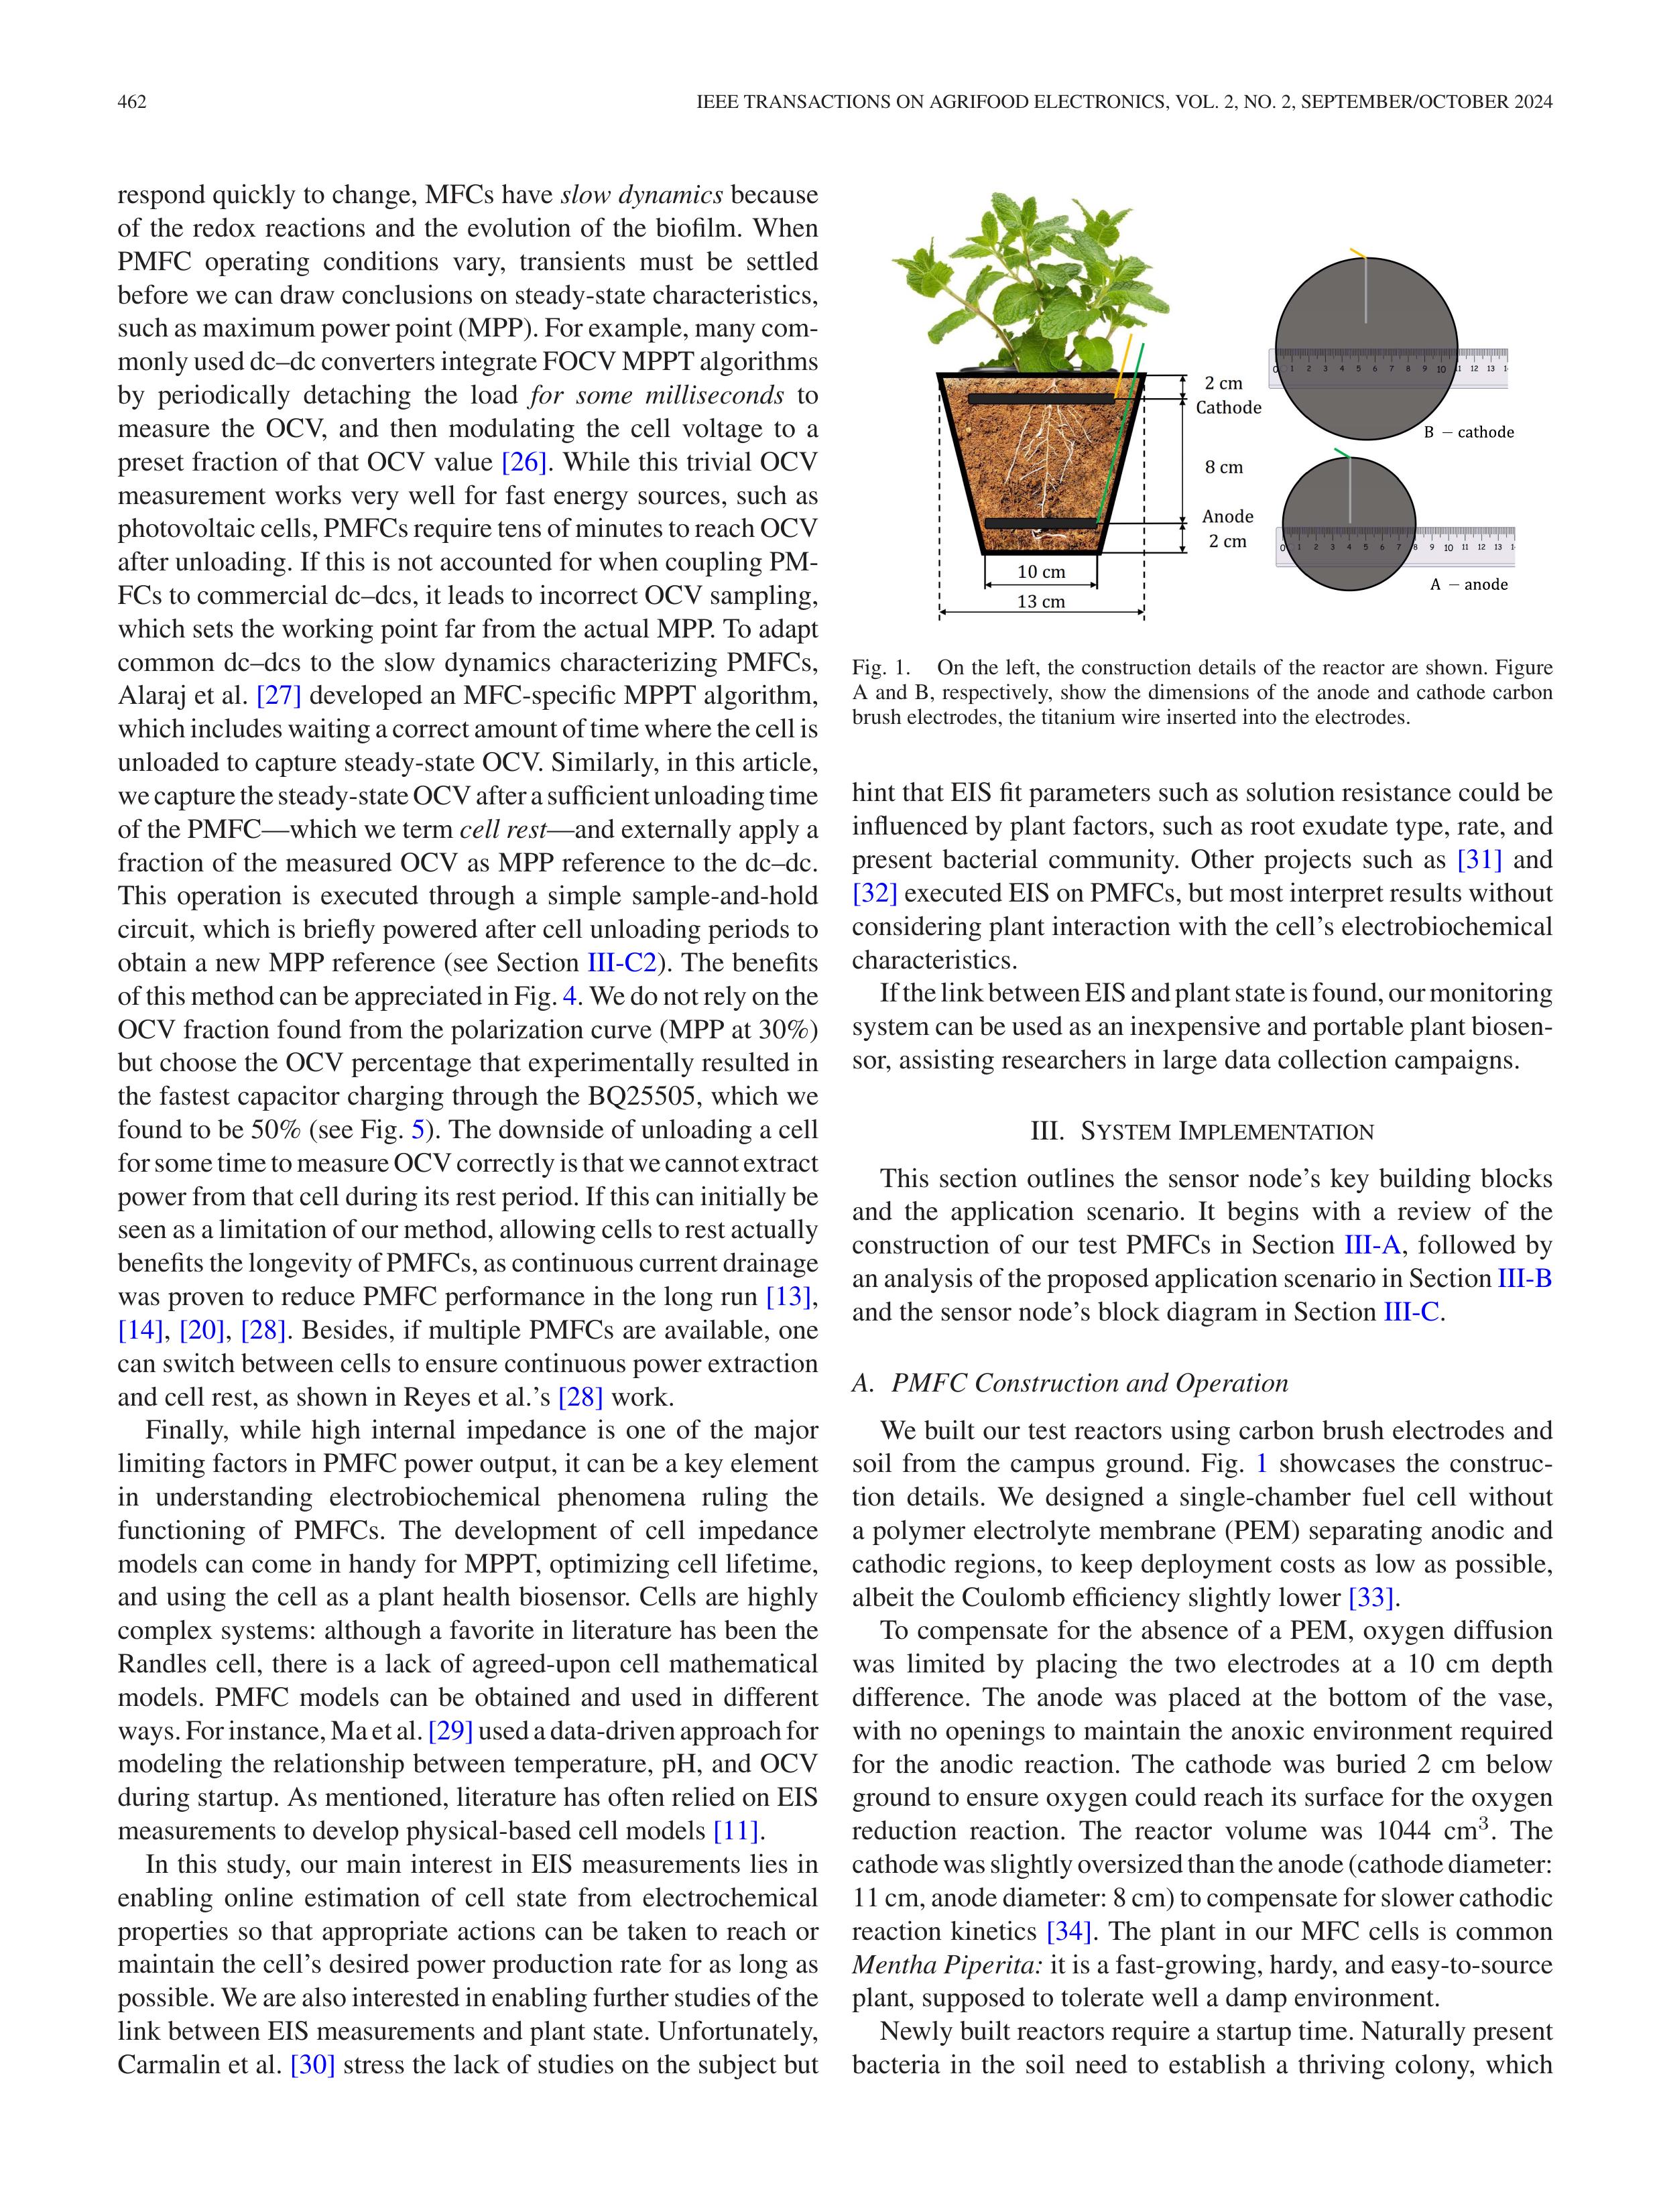 462
IEEE TRANSACTIONS ON AGRIFOOD ELECTRONICS, VOL. 2, NO. 2, SEPTEMBER/OCTOBER 2024
respond quickly to change, MFCs have slow dynamics because
of the redox reactions and the evolution of the biofilm. When
PMFC operating conditions vary, transients must be settled
before we can draw conclusions on steady-state characteristics,
such as maximum power point (MPP). For example, many com-
monly used dc–dc converters integrate FOCV MPPT algorithms
by periodically detaching the load for some milliseconds to
measure the OCV, and then modulating the cell voltage to a
preset fraction of that OCV value [26]. While this trivial OCV
measurement works very well for fast energy sources, such as
photovoltaic cells, PMFCs require tens of minutes to reach OCV
after unloading. If this is not accounted for when coupling PM-
FCs to commercial dc–dcs, it leads to incorrect OCV sampling,
which sets the working point far from the actual MPP. To adapt
common dc–dcs to the slow dynamics characterizing PMFCs,
Alaraj et al. [27] developed an MFC-specific MPPT algorithm,
which includes waiting a correct amount of time where the cell is
unloaded to capture steady-state OCV. Similarly, in this article,
we capture the steady-state OCV after a sufficient unloading time
of the PMFC—which we term cell rest—and externally apply a
fraction of the measured OCV as MPP reference to the dc–dc.
This operation is executed through a simple sample-and-hold
circuit, which is briefly powered after cell unloading periods to
obtain a new MPP reference (see Section III-C2). The benefits
of this method can be appreciated in Fig. 4. We do not rely on the
OCV fraction found from the polarization curve (MPP at 30%)
but choose the OCV percentage that experimentally resulted in
the fastest capacitor charging through the BQ25505, which we
found to be 50% (see Fig. 5). The downside of unloading a cell
for some time to measure OCV correctly is that we cannot extract
power from that cell during its rest period. If this can initially be
seen as a limitation of our method, allowing cells to rest actually
benefits the longevity of PMFCs, as continuous current drainage
was proven to reduce PMFC performance in the long run [13],
[14], [20], [28]. Besides, if multiple PMFCs are available, one
can switch between cells to ensure continuous power extraction
and cell rest, as shown in Reyes et al.'s [28] work.
Finally, while high internal impedance is one of the major
limiting factors in PMFC power output, it can be a key element
in understanding electrobiochemical phenomena ruling the
functioning of PMFCs. The development of cell impedance
models can come in handy for MPPT, optimizing cell lifetime,
and using the cell as a plant health biosensor. Cells are highly
complex systems: although a favorite in literature has been the
Randles cell, there is a lack of agreed-upon cell mathematical
models. PMFC models can be obtained and used in different
ways. For instance, Ma et al. [29] used a data-driven approach for
modeling the relationship between temperature, pH, and OCV
during startup. As mentioned, literature has often relied on EIS
measurements to develop physical-based cell models [11].
In this study, our main interest in EIS measurements lies in
enabling online estimation of cell state from electrochemical
properties so that appropriate actions can be taken to reach or
maintain the cell's desired power production rate for as long as
possible. We are also interested in enabling further studies of the
link between EIS measurements and plant state. Unfortunately,
Carmalin et al. [30] stress the lack of studies on the subject but
2 cm
Cathode
8 cm
Anode
2 cm
10 cm
13 cm
0 1 2 3 4 5 6 7 8 9 10 11 12 13 1
B – cathode
0 1 2 3 4 5 6 7 8 9 10 11 12 13 1
A – anode
Fig. 1. On the left, the construction details of the reactor are shown. Figure
A and B, respectively, show the dimensions of the anode and cathode carbon
brush electrodes, the titanium wire inserted into the electrodes.
hint that EIS fit parameters such as solution resistance could be
influenced by plant factors, such as root exudate type, rate, and
present bacterial community. Other projects such as [31] and
[32] executed EIS on PMFCs, but most interpret results without
considering plant interaction with the cell's electrobiochemical
characteristics.
If the link between EIS and plant state is found, our monitoring
system can be used as an inexpensive and portable plant biosen-
sor, assisting researchers in large data collection campaigns.
III. SYSTEM IMPLEMENTATION
This section outlines the sensor node's key building blocks
and the application scenario. It begins with a review of the
construction of our test PMFCs in Section III-A, followed by
an analysis of the proposed application scenario in Section III-B
and the sensor node's block diagram in Section III-C.
A. PMFC Construction and Operation
We built our test reactors using carbon brush electrodes and
soil from the campus ground. Fig. 1 showcases the construc-
tion details. We designed a single-chamber fuel cell without
a polymer electrolyte membrane (PEM) separating anodic and
cathodic regions, to keep deployment costs as low as possible,
albeit the Coulomb efficiency slightly lower [33].
To compensate for the absence of a PEM, oxygen diffusion
was limited by placing the two electrodes at a 10 cm depth
difference. The anode was placed at the bottom of the vase,
with no openings to maintain the anoxic environment required
for the anodic reaction. The cathode was buried 2 cm below
ground to ensure oxygen could reach its surface for the oxygen
reduction reaction. The reactor volume was 1044 cm³. The
cathode was slightly oversized than the anode (cathode diameter:
11 cm, anode diameter: 8 cm) to compensate for slower cathodic
reaction kinetics [34]. The plant in our MFC cells is common
Mentha Piperita: it is a fast-growing, hardy, and easy-to-source
plant, supposed to tolerate well a damp environment.
Newly built reactors require a startup time. Naturally present
bacteria in the soil need to establish a thriving colony, which